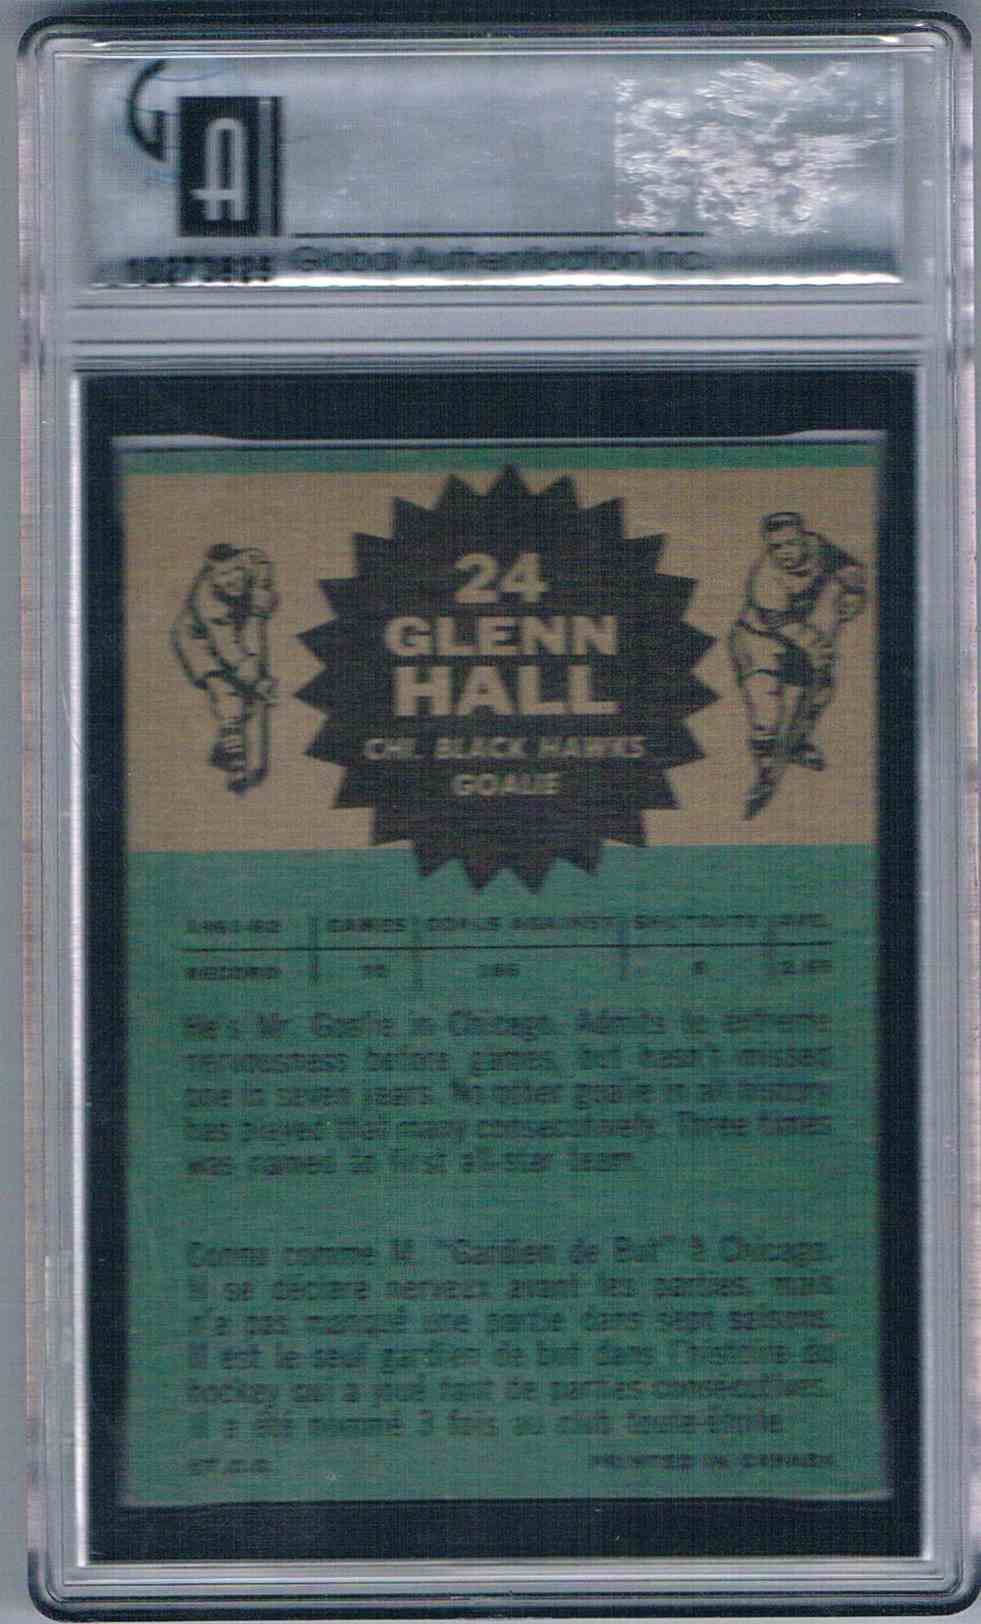 GA
Global Authentication Inc.
24
GLENN
HALL
CHI. BLACK HAWKS
GOALIE
1961-62 GAMES GOALS AGAINST SHUTOUTS AVG.
RECORD 70
He's Mr. Goalie in Chicago. Admits to extreme
nervousness before games, but hasn't missed
one in seven years. No other goalie in all history
has played that many consecutively. Three times
was named to first all-star team.
Connu comme M. "Gardien de But" à Chicago.
Il se déclare nerveux avant les parties, mais
n'a pas manqué une partie dans sept saisons.
Il est le seul gardien de but dans l'histoire du
hockey qui a joué tant de parties consécutives.
Il a été nommé 3 fois au club toute-étoile.
©T.C.G. PRINTED IN CANADA